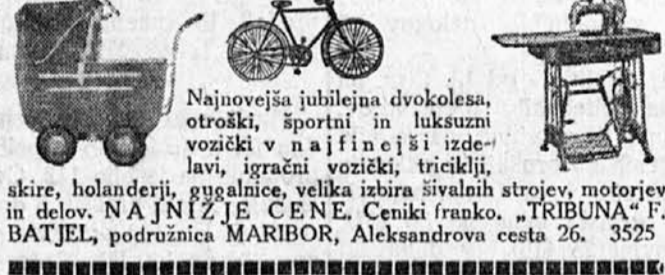 Najnovejša jubilejna dvokolesa,
otroški, športni in luksuzni
vozički v najfinejši izde-
lavi, igračni vozički, tricikljí,
skire, holanderji, gugalnice, velika izbira šivalnih strojev, motorjev
in delov. NAJNIŽJE CENE. Ceniki franko. „TRIBUNA" F.
BATJEL, podružnica MARIBOR, Aleksandrova cesta 26. 3525